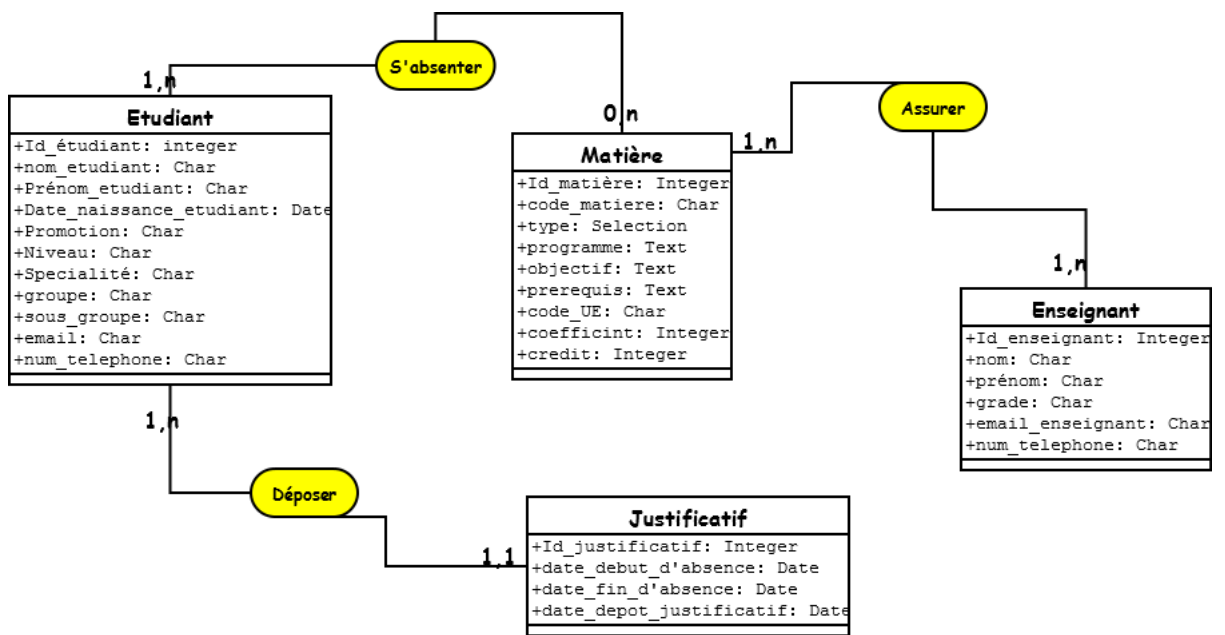 S'absenter
1,n
Etudiant
+Id_étudiant: integer
+nom_etudiant: Char
+Prénom_etudiant: Char
+Date_naissance_etudiant: Date
+Promotion: Char
+Niveau: Char
+Specialité: Char
+groupe: Char
+sous_groupe: Char
+email: Char
+num_telephone: Char
0,n
Matière
+Id_matière: Integer
+code_matiere: Char
+type: Selection
+programme: Text
+objectif: Text
+prerequis: Text
+code_UE: Char
+coefficint: Integer
+credit: Integer
1,n
Assurer
1,n
Enseignant
+Id_enseignant: Integer
+nom: Char
+prénom: Char
+grade: Char
+email_enseignant: Char
+num_telephone: Char
1,n
Déposer
1,1
Justificatif
+Id_justificatif: Integer
+date_debut_d'absence: Date
+date_fin_d'absence: Date
+date_depot_justificatif: Date